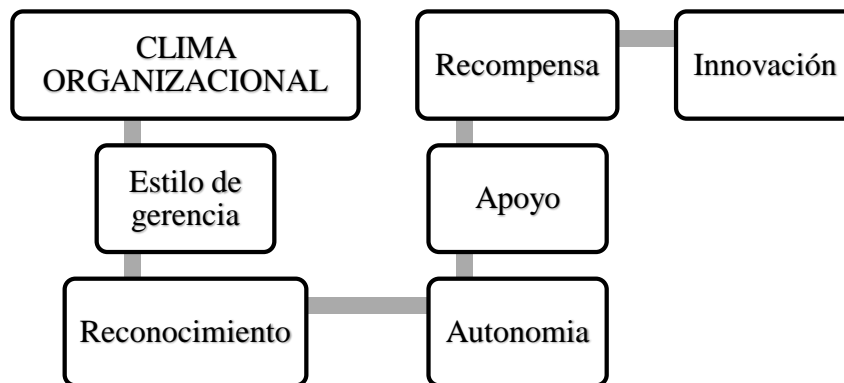 CLIMA
ORGANIZACIONAL
Estilo de
gerencia
Reconocimiento
Autonomia
Apoyo
Recompensa
Innovación